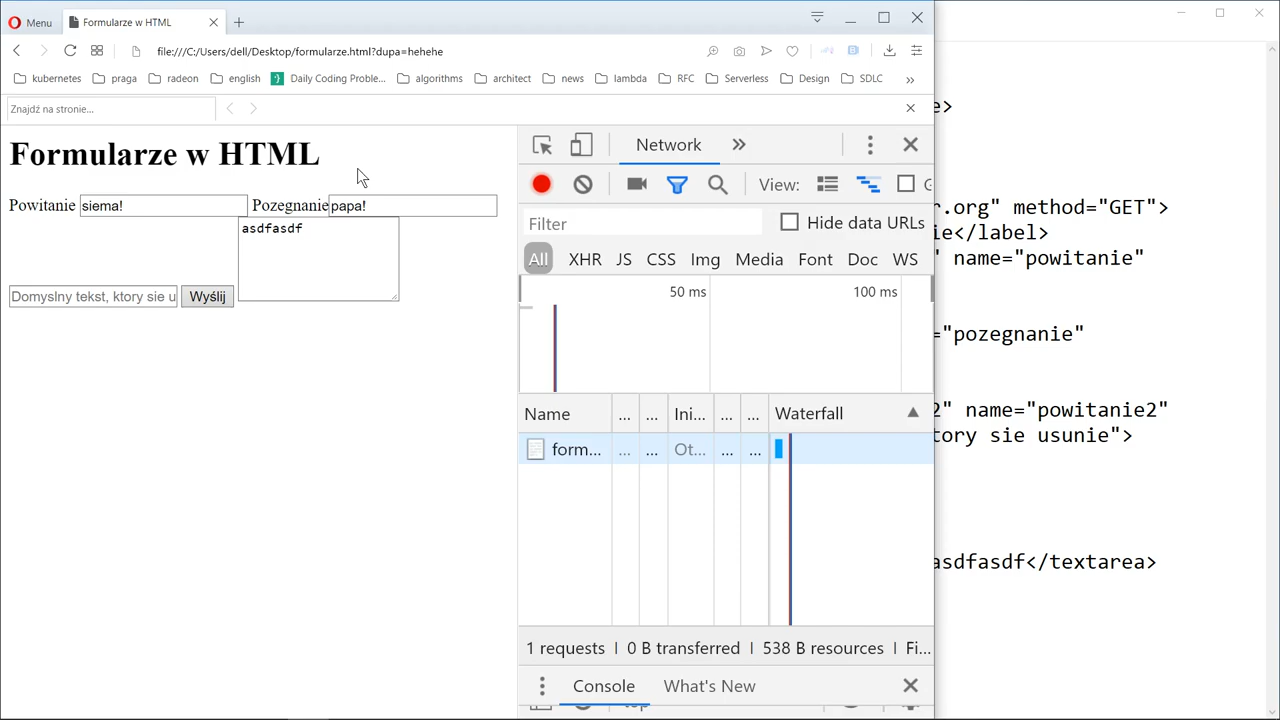 Menu
Formularze w HTML
file:///C:/Users/dell/Desktop/formularze.html?dupa=hehehe
kubernetes
praga
radeon
english
Daily Coding Proble...
algorithms
architect
news
lambda
RFC
Serverless
Design
SDLC
»
Znajdź na stronie...
Formularze w HTML
Powitanie siema! Pozegnanie papa!
asdfasdf
Domyslny tekst, ktory sie u Wyślij
Network
View:
Filter
Hide data URLs
All XHR JS CSS Img Media Font Doc WS
50 ms 100 ms
Name ... ... Ini... ... ... Waterfall
form... ... ... Ot... ... ...
1 requests | 0 B transferred | 538 B resources | Fi...
Console What's New
e>
r.org" method="GET">
ie</label>
" name="powitanie"
="pozegnanie"
2" name="powitanie2"
tory sie usunie">
asdfasdf</textarea>